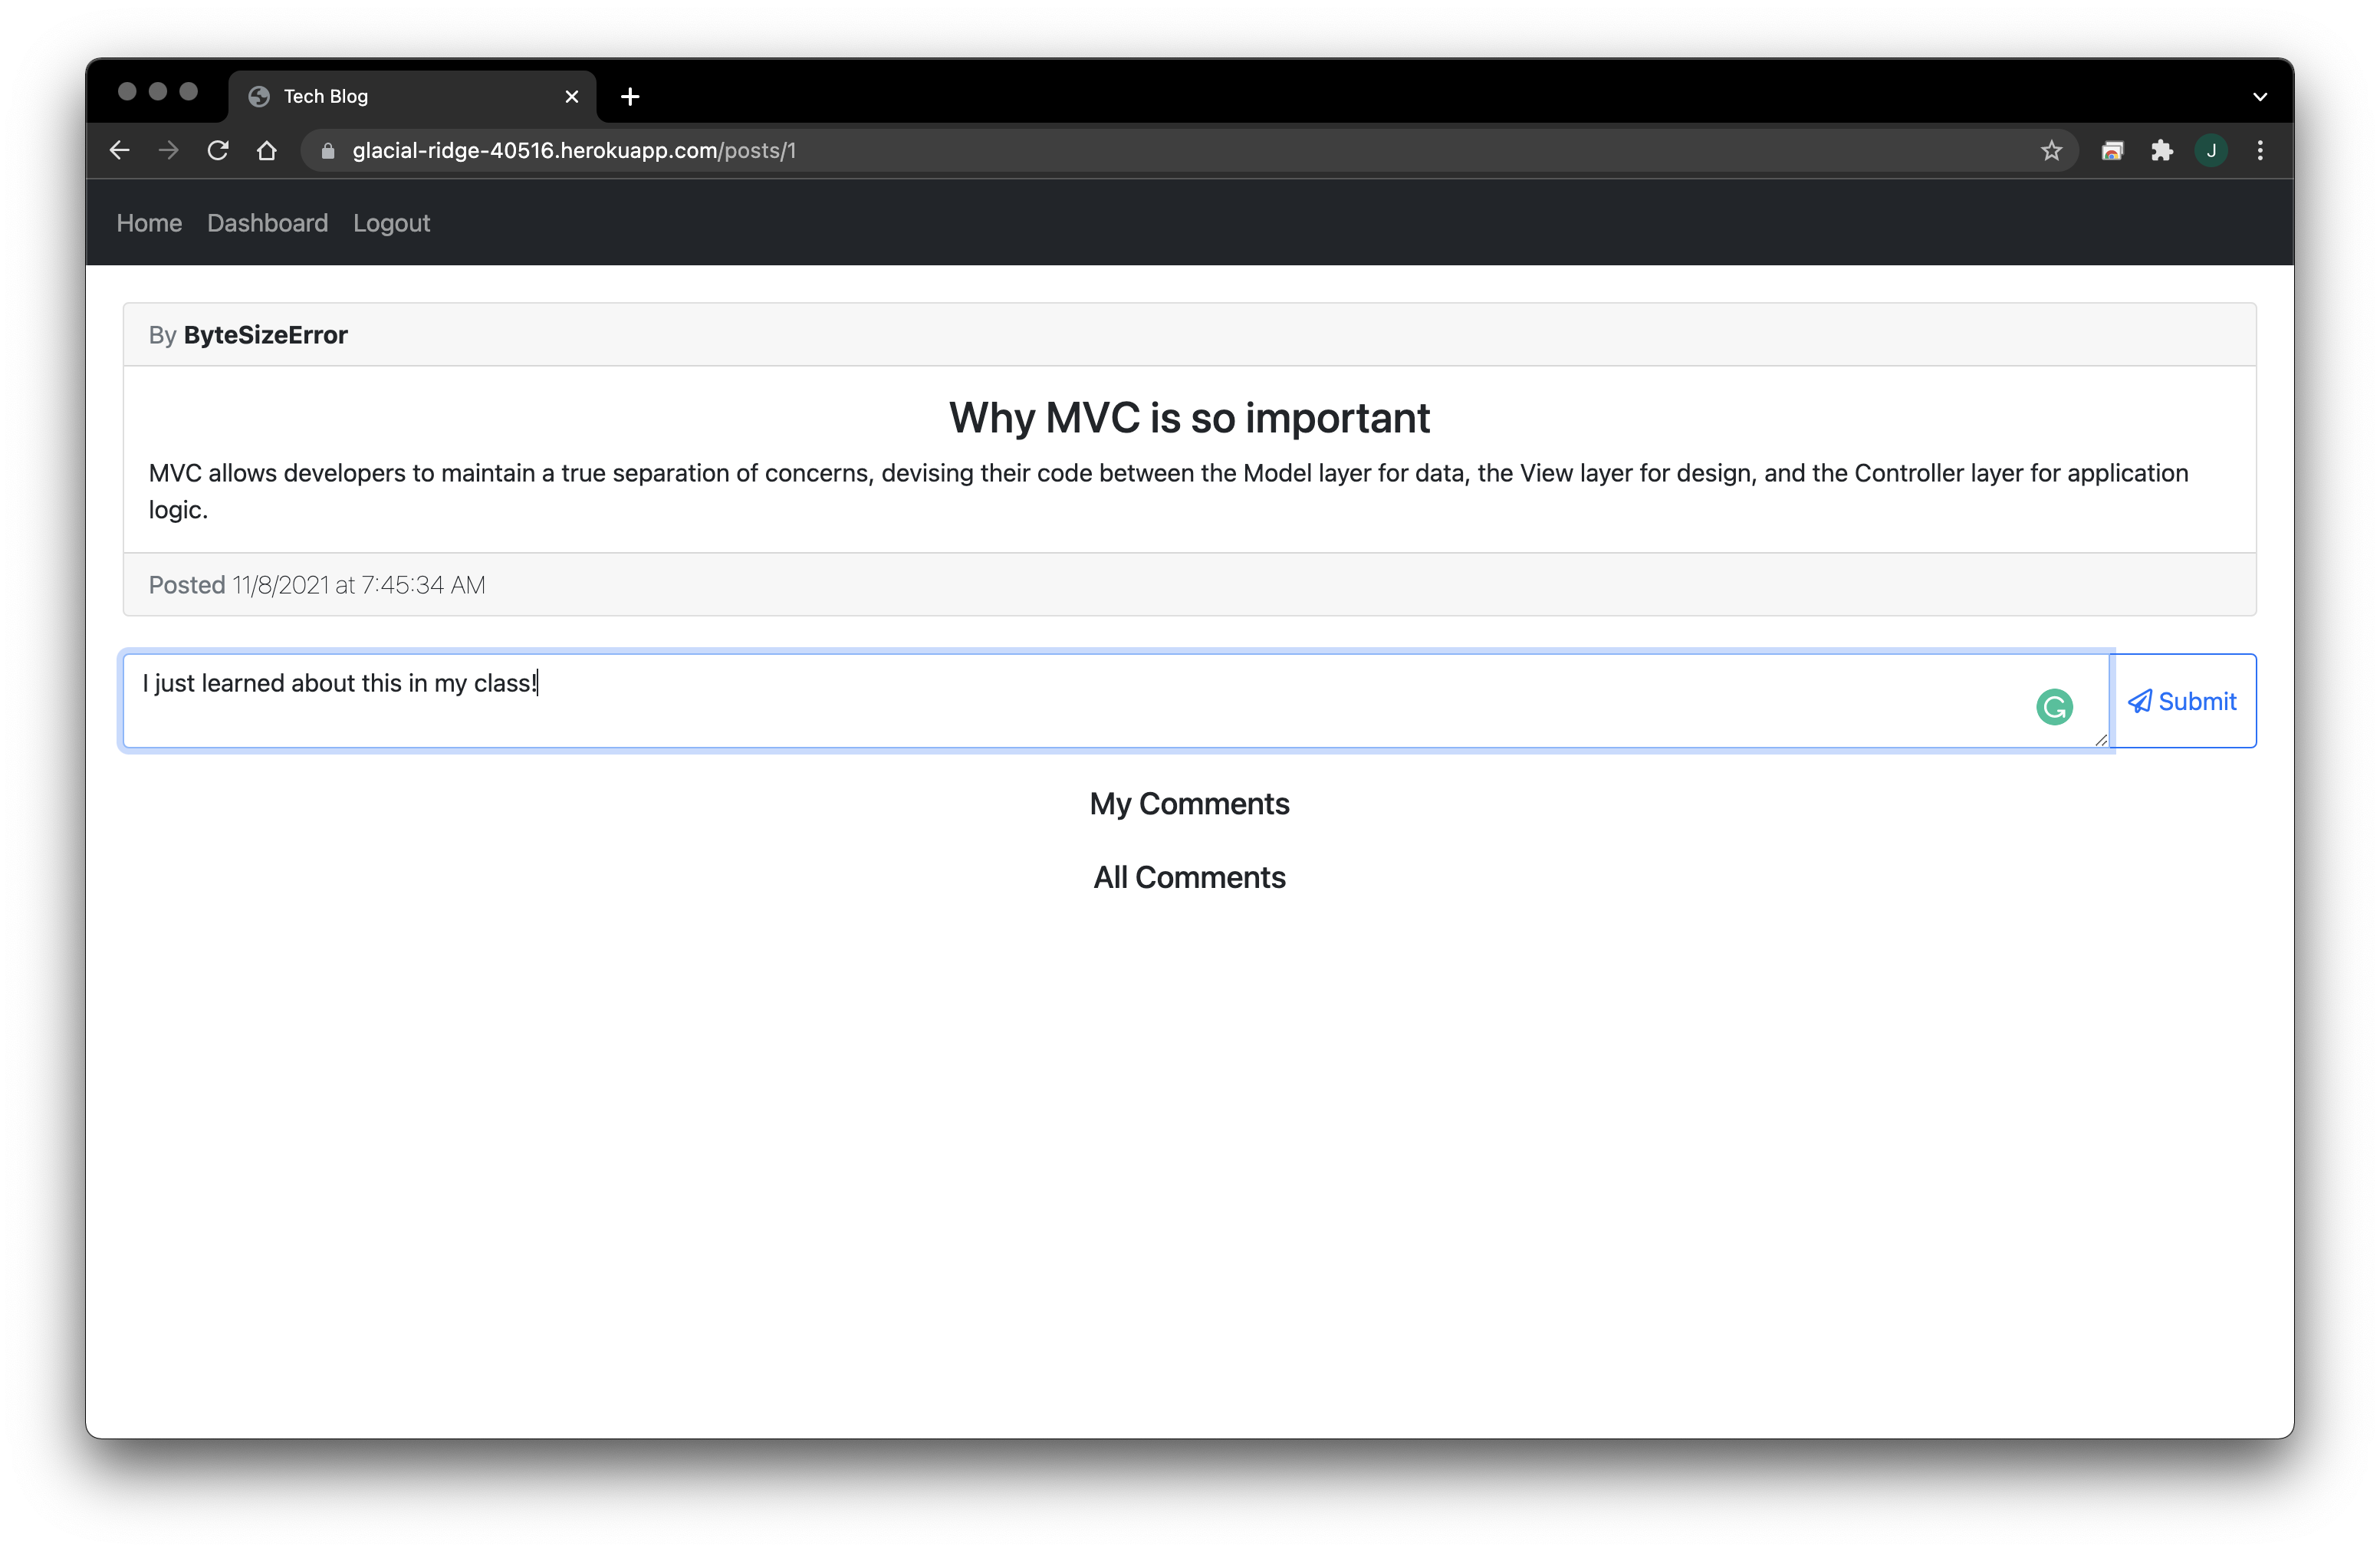 Tech Blog
glacial-ridge-40516.herokuapp.com/posts/1
J
Home Dashboard Logout
By ByteSizeError
Why MVC is so important
MVC allows developers to maintain a true separation of concerns, devising their code between the Model layer for data, the View layer for design, and the Controller layer for application
logic.
Posted 11/8/2021 at 7:45:34 AM
I just learned about this in my class!
Submit
My Comments
All Comments